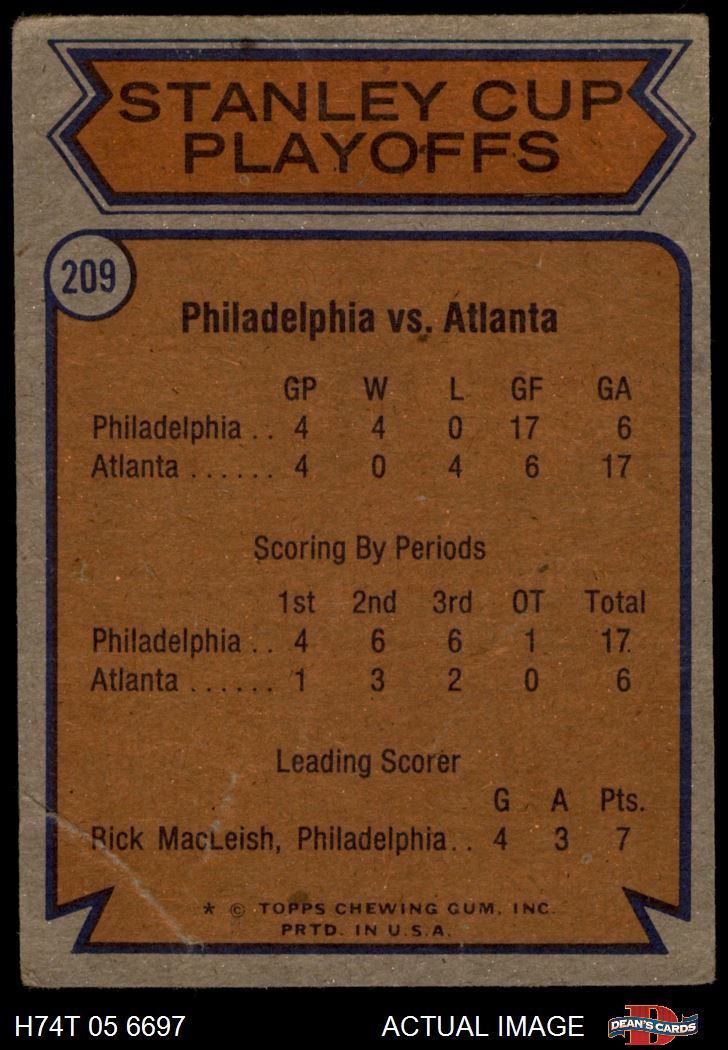 STANLEY CUP
PLAYOFFS
209
Philadelphia vs. Atlanta
GP W L GF GA
Philadelphia .. 4 4 0 17 6
Atlanta ...... 4 0 4 6 17
Scoring By Periods
1st 2nd 3rd OT Total
Philadelphia .. 4 6 6 1 17
Atlanta ...... 1 3 2 0 6
Leading Scorer
G A Pts.
Rick MacLeish, Philadelphia.. 4 3 7
* © TOPPS CHEWING GUM, INC.
PRTD. IN U.S.A.
H74T 05 6697 ACTUAL IMAGE D DEAN'S CARDS